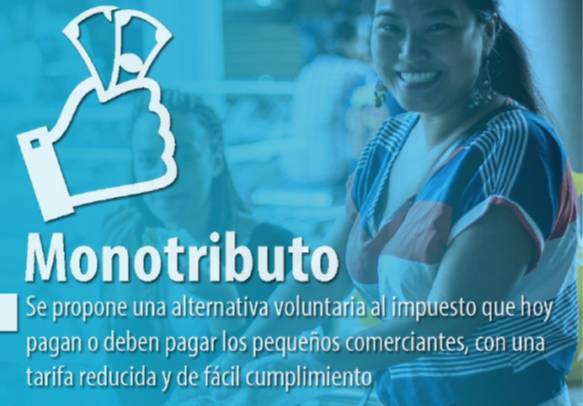 Monotributo
Se propone una alternativa voluntaria al impuesto que hoy
pagan o deben pagar los pequeños comerciantes, con una
tarifa reducida y de fácil cumplimiento